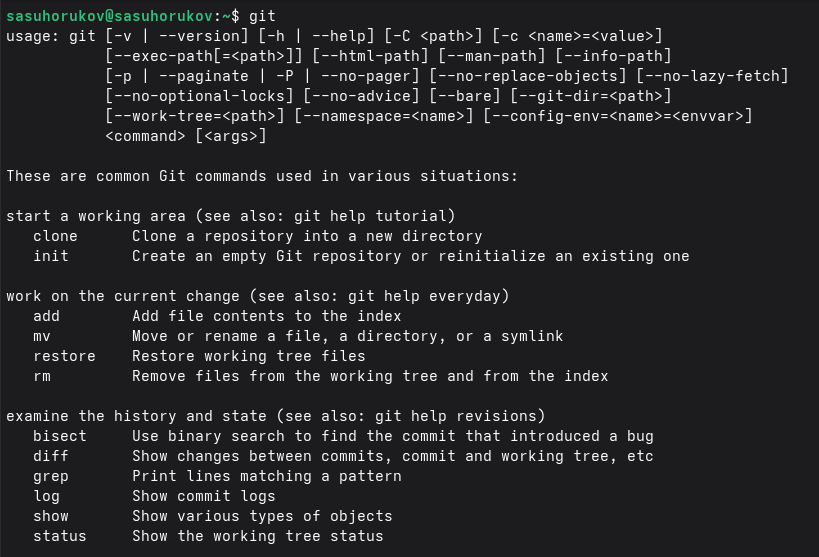 sasuhorukov@sasuhorukov:~$ git
usage: git [-v | --version] [-h | --help] [-C <path>] [-c <name>=<value>]
           [--exec-path[=<path>]] [--html-path] [--man-path] [--info-path]
           [-p | --paginate | -P | --no-pager] [--no-replace-objects] [--no-lazy-fetch]
           [--no-optional-locks] [--no-advice] [--bare] [--git-dir=<path>]
           [--work-tree=<path>] [--namespace=<name>] [--config-env=<name>=<envvar>]
           <command> [<args>]

These are common Git commands used in various situations:

start a working area (see also: git help tutorial)
   clone      Clone a repository into a new directory
   init       Create an empty Git repository or reinitialize an existing one

work on the current change (see also: git help everyday)
   add        Add file contents to the index
   mv         Move or rename a file, a directory, or a symlink
   restore    Restore working tree files
   rm         Remove files from the working tree and from the index

examine the history and state (see also: git help revisions)
   bisect     Use binary search to find the commit that introduced a bug
   diff       Show changes between commits, commit and working tree, etc
   grep       Print lines matching a pattern
   log        Show commit logs
   show       Show various types of objects
   status     Show the working tree status